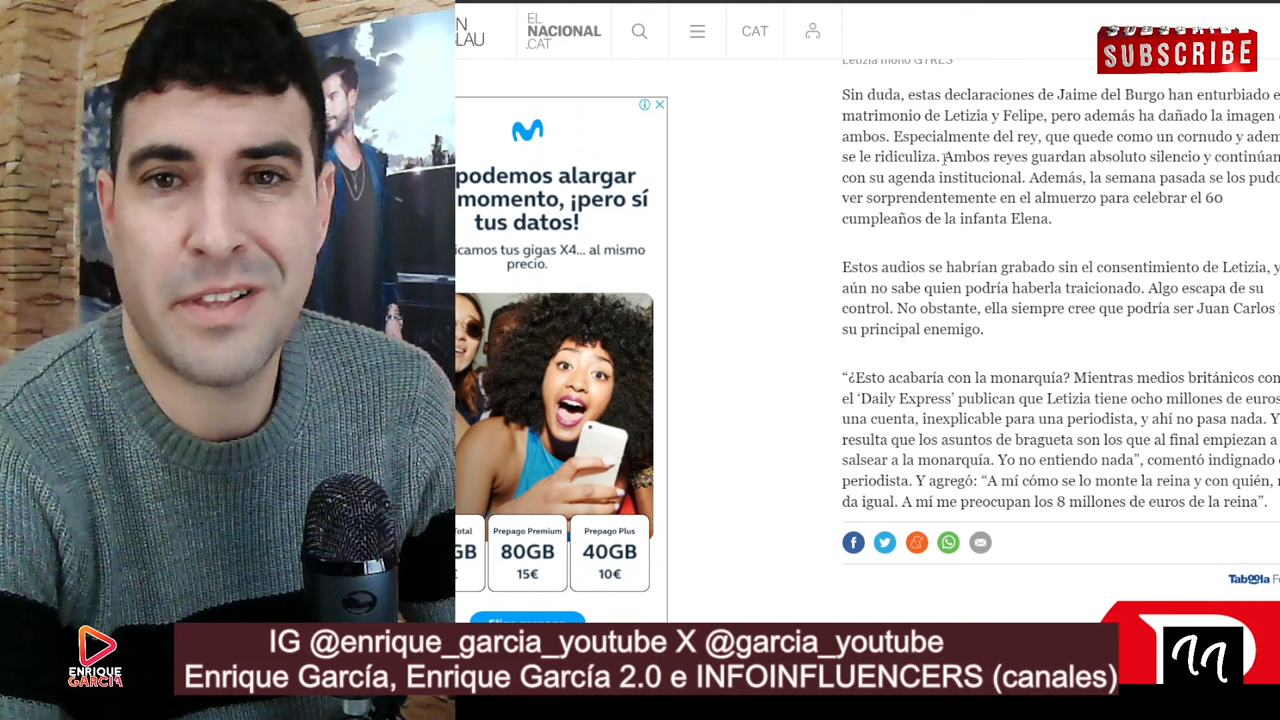 N
LAU
EL
NACIONAL
.CAT
CAT
SUBSCRIBE
Letizia mono GTRES
Sin duda, estas declaraciones de Jaime del Burgo han enturbiado e
matrimonio de Letizia y Felipe, pero además ha dañado la imagen
ambos. Especialmente del rey, que quede como un cornudo y adem
se le ridiculiza. Ambos reyes guardan absoluto silencio y continúan
con su agenda institucional. Además, la semana pasada se los pudo
ver sorprendentemente en el almuerzo para celebrar el 60
cumpleaños de la infanta Elena.
Estos audios se habrían grabado sin el consentimiento de Letizia, y
aún no sabe quien podría haberla traicionado. Algo escapa de su
control. No obstante, ella siempre cree que podría ser Juan Carlos
su principal enemigo.
“¿Esto acabaría con la monarquía? Mientras medios británicos com
el ‘Daily Express’ publican que Letizia tiene ocho millones de euros
una cuenta, inexplicable para una periodista, y ahí no pasa nada. Y
resulta que los asuntos de bragueta son los que al final empiezan a
salsear a la monarquía. Yo no entiendo nada”, comentó indignado
periodista. Y agregó: “A mí cómo se lo monte la reina y con quién,
da igual. A mí me preocupan los 8 millones de euros de la reina”.
podemos alargar
momento, ¡pero sí
tus datos!
icamos tus gigas X4... al mismo
precio.
Total
GB
€
Prepago Premium
80GB
15€
Prepago Plus
40GB
10€
Taboola Fe
ENRIQUE
GARCÍA
IG @enrique_garcia_youtube X @garcia_youtube
Enrique García, Enrique García 2.0 e INFOINFLUENCERS (canales)